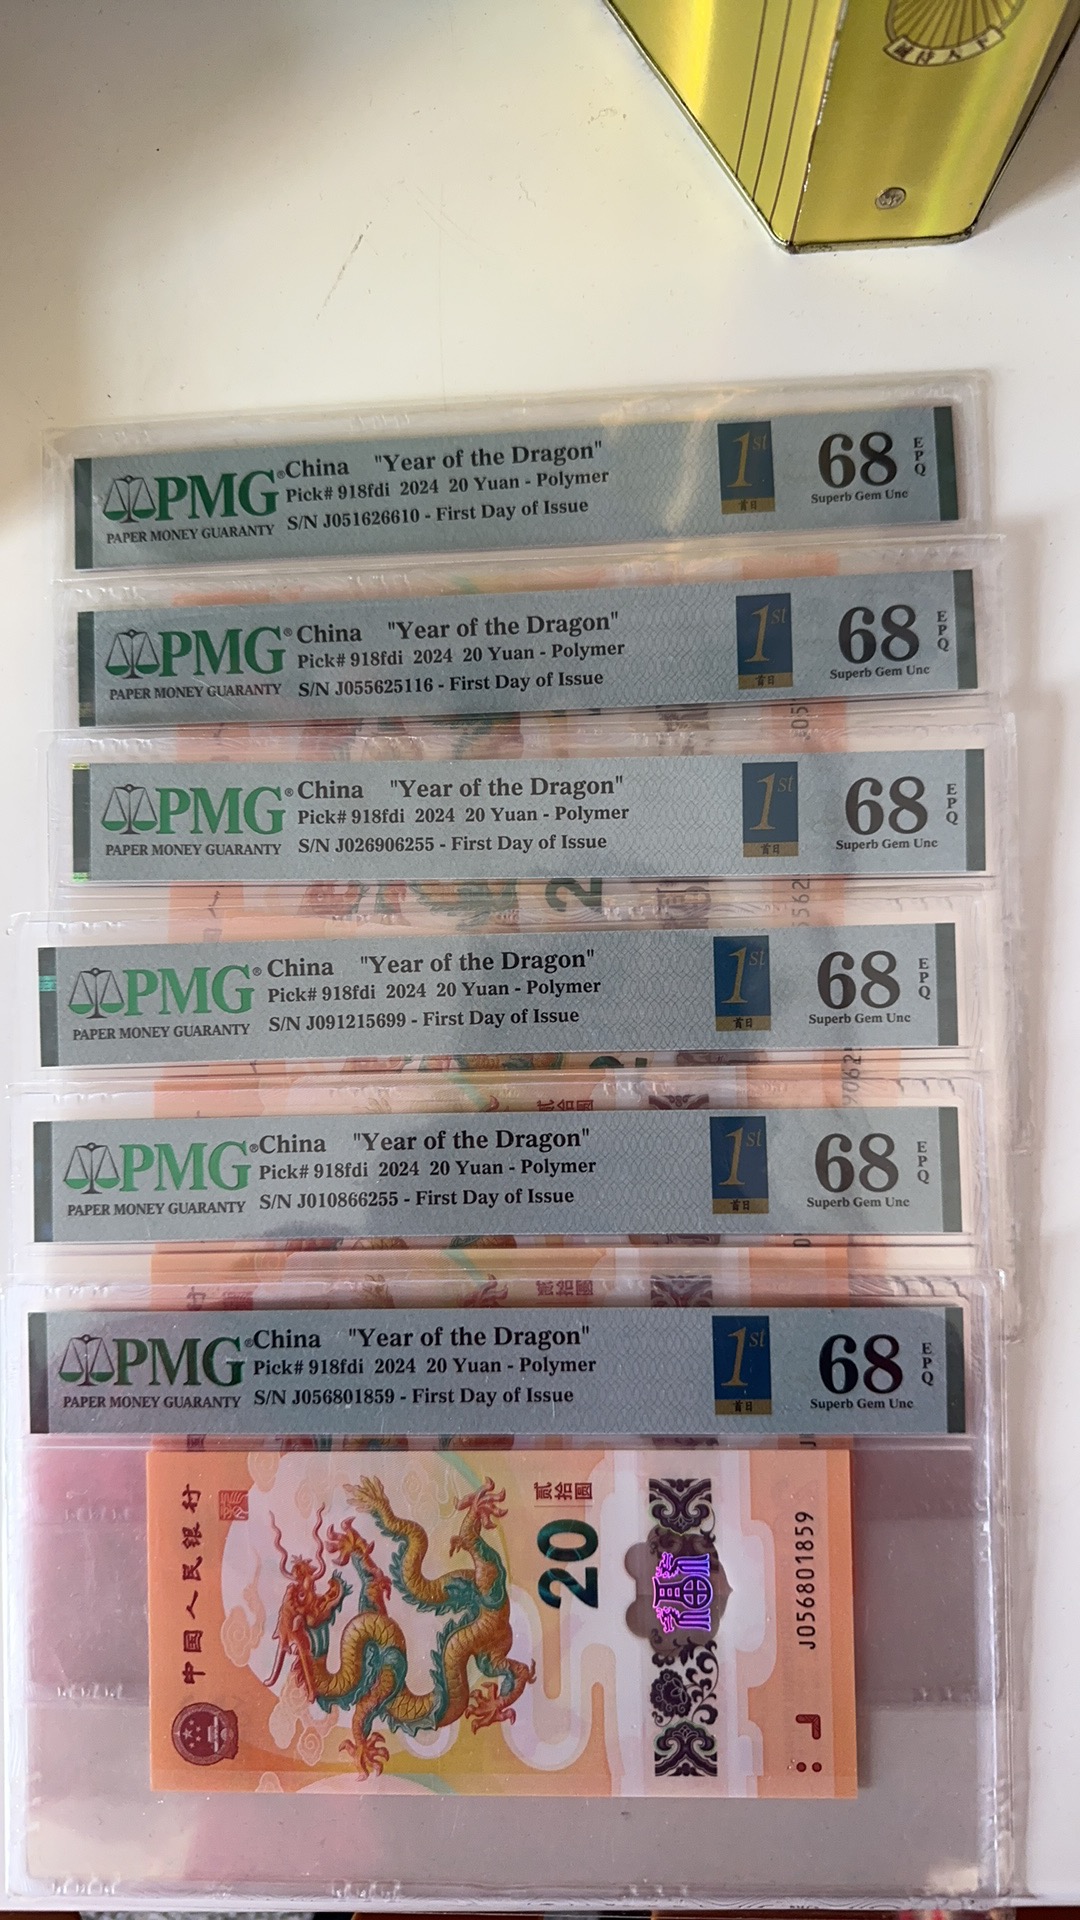 PMG®
PAPER MONEY GUARANTY
China "Year of the Dragon"
Pick# 918fdi 2024 20 Yuan - Polymer
S/N J051626610 - First Day of Issue
1st
首日
68
EPQ
Superb Gem Unc
PMG®
PAPER MONEY GUARANTY
China "Year of the Dragon"
Pick# 918fdi 2024 20 Yuan - Polymer
S/N J055625116 - First Day of Issue
1st
首日
68
EPQ
Superb Gem Unc
PMG®
PAPER MONEY GUARANTY
China "Year of the Dragon"
Pick# 918fdi 2024 20 Yuan - Polymer
S/N J026906255 - First Day of Issue
1st
首日
68
EPQ
Superb Gem Unc
PMG®
PAPER MONEY GUARANTY
China "Year of the Dragon"
Pick# 918fdi 2024 20 Yuan - Polymer
S/N J091215699 - First Day of Issue
1st
首日
68
EPQ
Superb Gem Unc
PMG®
PAPER MONEY GUARANTY
China "Year of the Dragon"
Pick# 918fdi 2024 20 Yuan - Polymer
S/N J010866255 - First Day of Issue
1st
首日
68
EPQ
Superb Gem Unc
贰拾圆
PMG®
PAPER MONEY GUARANTY
China "Year of the Dragon"
Pick# 918fdi 2024 20 Yuan - Polymer
S/N J056801859 - First Day of Issue
1st
首日
68
EPQ
Superb Gem Unc
中国人民银行
贰拾圆
20
J056801859